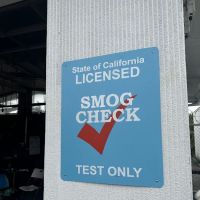 State of California
LICENSED
SMOG
CHECK
TEST ONLY